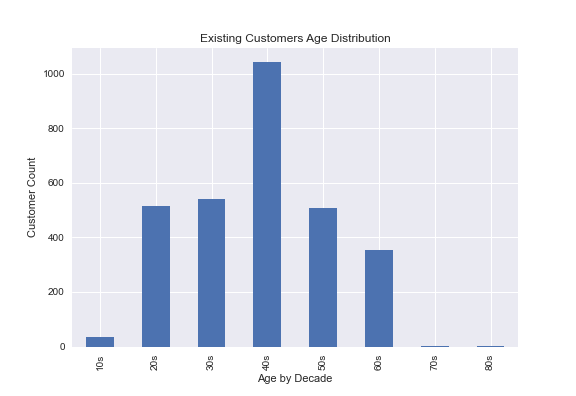 Existing Customers Age Distribution
1000
800
600
400
200
0
Customer Count
10s
20s
30s
40s
50s
60s
70s
80s
Age by Decade